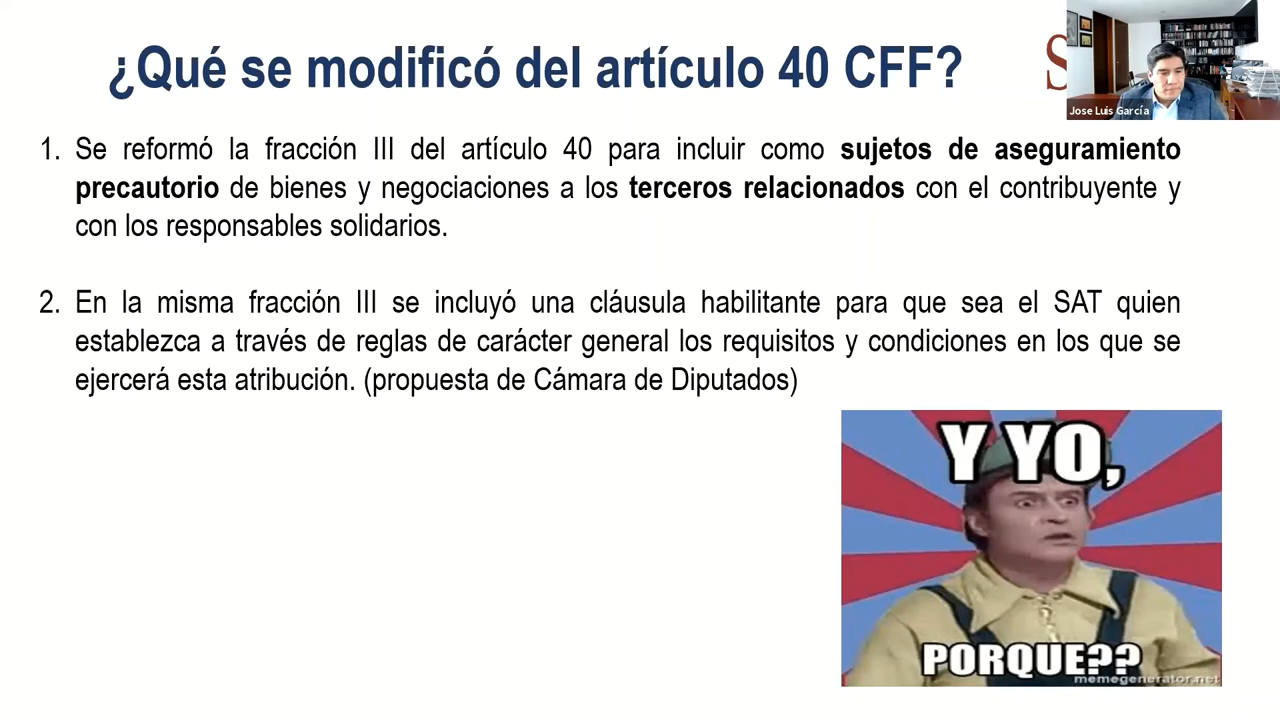 ¿Qué se modificó del artículo 40 CFF?
S
Jose Luis García
1. Se reformó la fracción III del artículo 40 para incluir como sujetos de aseguramiento
precautorio de bienes y negociaciones a los terceros relacionados con el contribuyente y
con los responsables solidarios.
2. En la misma fracción III se incluyó una cláusula habilitante para que sea el SAT quien
establezca a través de reglas de carácter general los requisitos y condiciones en los que se
ejercerá esta atribución. (propuesta de Cámara de Diputados)
Y YO,
PORQUE??
memegenerator.net